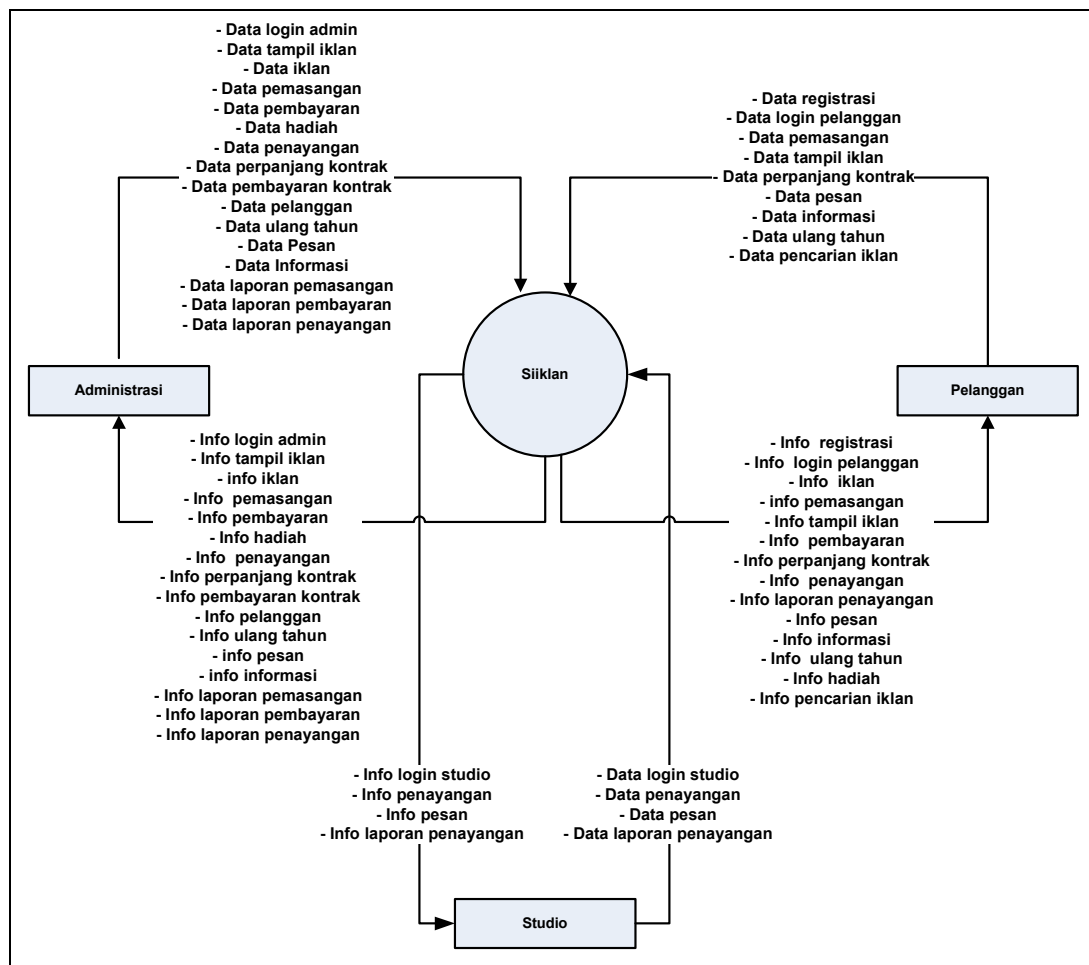 - Data login admin
- Data tampil iklan
- Data iklan
- Data pemasangan
- Data pembayaran
- Data hadiah
- Data penayangan
- Data perpanjang kontrak
- Data pembayaran kontrak
- Data pelanggan
- Data ulang tahun
- Data Pesan
- Data Informasi
- Data laporan pemasangan
- Data laporan pembayaran
- Data laporan penayangan
- Data registrasi
- Data login pelanggan
- Data pemasangan
- Data tampil iklan
- Data perpanjang kontrak
- Data pesan
- Data informasi
- Data ulang tahun
- Data pencarian iklan
Administrasi
Siiklan
Pelanggan
- Info login admin
- Info tampil iklan
- info iklan
- Info pemasangan
- Info pembayaran
- Info hadiah
- Info penayangan
- Info perpanjang kontrak
- Info pembayaran kontrak
- Info pelanggan
- Info ulang tahun
- info pesan
- info informasi
- Info laporan pemasangan
- Info laporan pembayaran
- Info laporan penayangan
- Info registrasi
- Info login pelanggan
- Info iklan
- info pemasangan
- Info tampil iklan
- Info pembayaran
- Info perpanjang kontrak
- Info penayangan
- Info laporan penayangan
- Info pesan
- Info informasi
- Info ulang tahun
- Info hadiah
- Info pencarian iklan
- Info login studio
- Info penayangan
- Info pesan
- Info laporan penayangan
- Data login studio
- Data penayangan
- Data pesan
- Data laporan penayangan
Studio